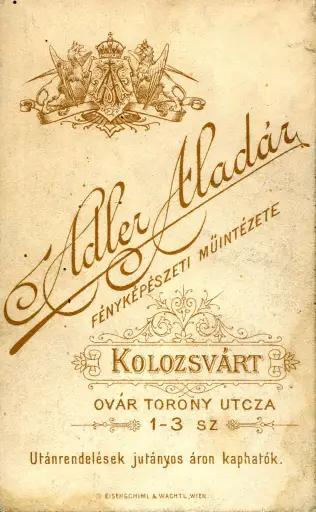 Adler Aladár
FÉNYKÉPÉSZETI MŰINTÉZETE
KOLOZSVÁRT
OVÁR TORONY UTCZA
1-3 SZ
Utánrendelések jutányos áron kaphatók.
© EISENSCHIML & WACHTL, WIEN.